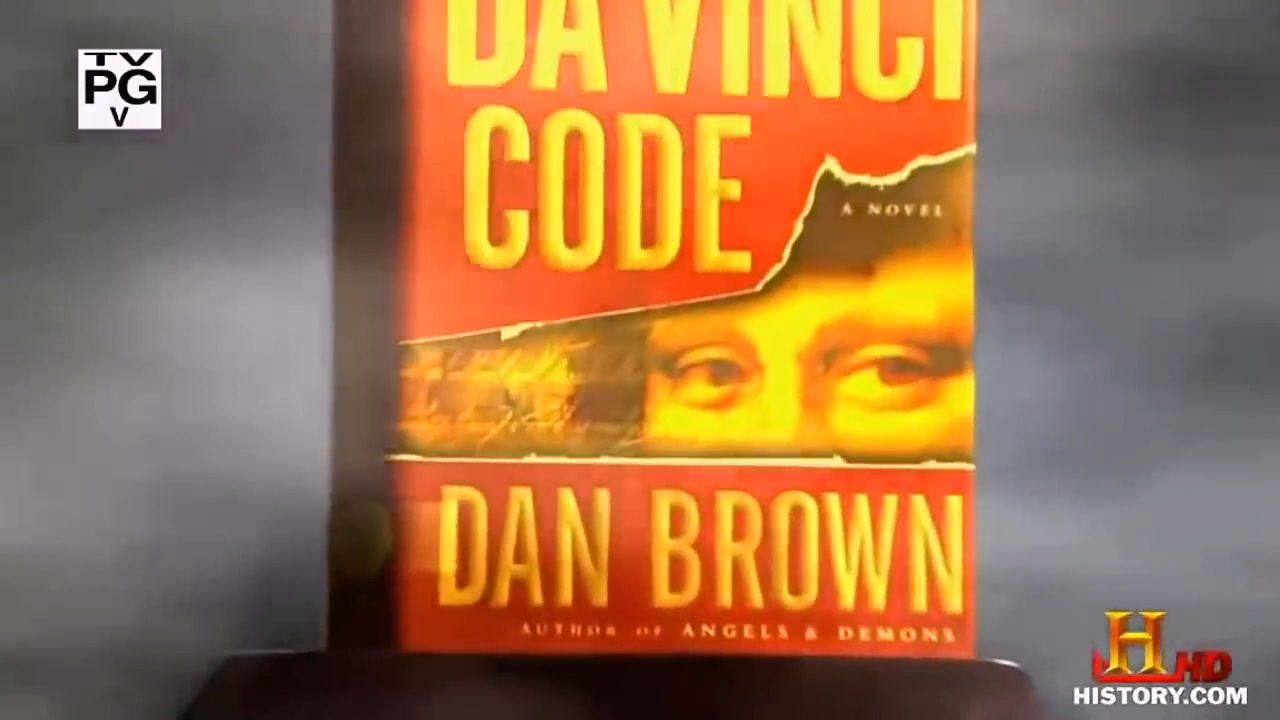 TV
PG
V
DA VINCI
CODE
A NOVEL
DAN BROWN
AUTHOR OF ANGELS & DEMONS
H HD
HISTORY.COM